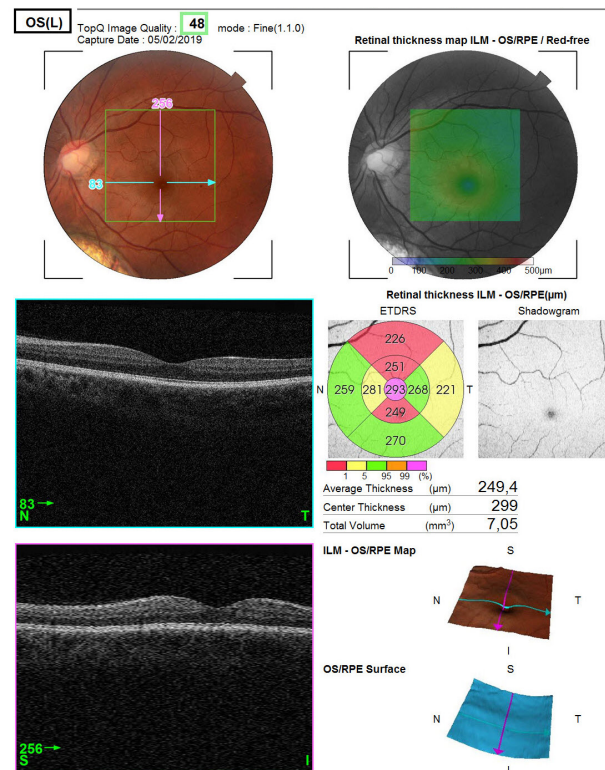 OS(L)
TopQ Image Quality : 48 mode : Fine(1.1.0)
Capture Date : 05/02/2019
Retinal thickness map ILM - OS/RPE / Red-free
256
83
0 100 200 300 400 500µm
Retinal thickness ILM - OS/RPE(µm)
ETDRS
Shadowgram
226
251
N 259 281 293 268 221 T
249
270
1 5 95 99 (%)
Average Thickness (µm) 249,4
Center Thickness (µm) 299
Total Volume (mm³) 7,05
83
N T
ILM - OS/RPE Map
S
N T
I
256
S I
OS/RPE Surface
S
N T
I